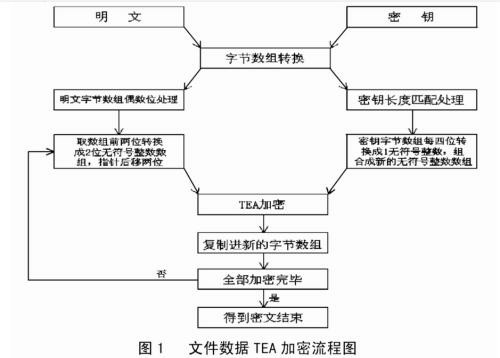 明 文
密 钥
字节数组转换
明文字节数组偶数位处理
密钥长度匹配处理
取数组前两位转换
成2位无符号整数数
组，指针后移两位
密钥字节数组每四位转
换成1无符号整数，组
合成新的无符号整数数组
TEA加密
复制进新的字节数组
否
全部加密完毕
是
得到密文结束
图 1 文件数据 TEA 加密流程图